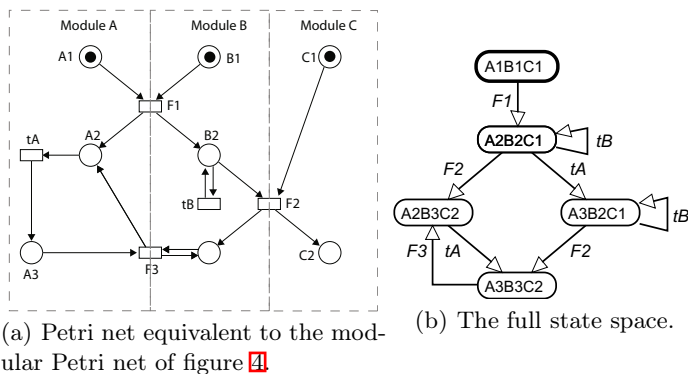 Module A Module B Module C
A1 B1 C1
F1
tA A2 B2
tB F2
A3 F3 C2
(a) Petri net equivalent to the mod-
ular Petri net of figure 4.
A1B1C1
F1
A2B2C1 tB
F2 tA
A2B3C2 A3B2C1 tB
F3 tA F2
A3B3C2
(b) The full state space.